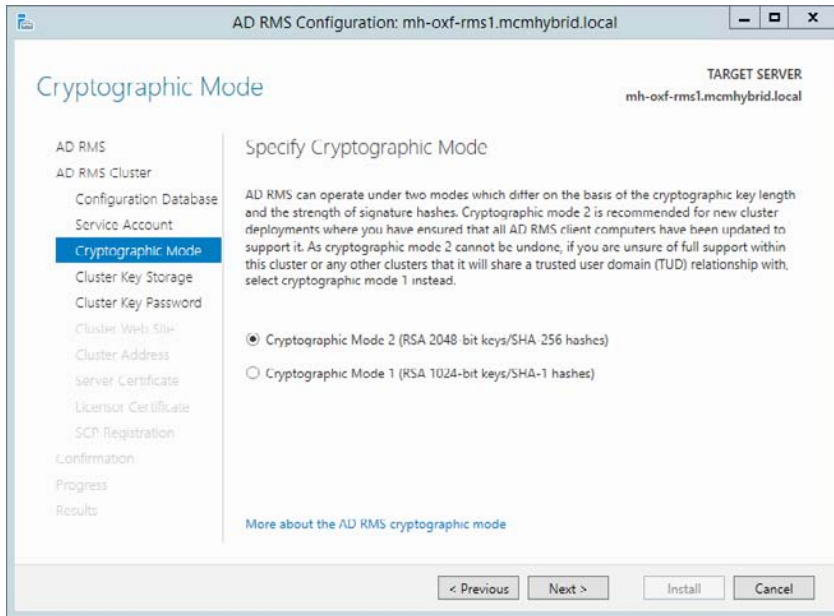 AD RMS Configuration: mh-oxf-rms1.mcmhybrid.local
Cryptographic Mode
TARGET SERVER
mh-oxf-rms1.mcmhybrid.local
AD RMS
AD RMS Cluster
Configuration Database
Service Account
Cryptographic Mode
Cluster Key Storage
Cluster Key Password
Cluster Web Site
Cluster Address
Server Certificate
Licensor Certificate
SCP Registration
Confirmation
Progress
Results
Specify Cryptographic Mode
AD RMS can operate under two modes which differ on the basis of the cryptographic key length
and the strength of signature hashes. Cryptographic mode 2 is recommended for new cluster
deployments where you have ensured that all AD RMS client computers have been updated to
support it. As cryptographic mode 2 cannot be undone, if you are unsure of full support within
this cluster or any other clusters that it will share a trusted user domain (TUD) relationship with,
select cryptographic mode 1 instead.
Cryptographic Mode 2 (RSA 2048-bit keys/SHA-256 hashes)
Cryptographic Mode 1 (RSA 1024-bit keys/SHA-1 hashes)
More about the AD RMS cryptographic mode
< Previous
Next >
Install
Cancel